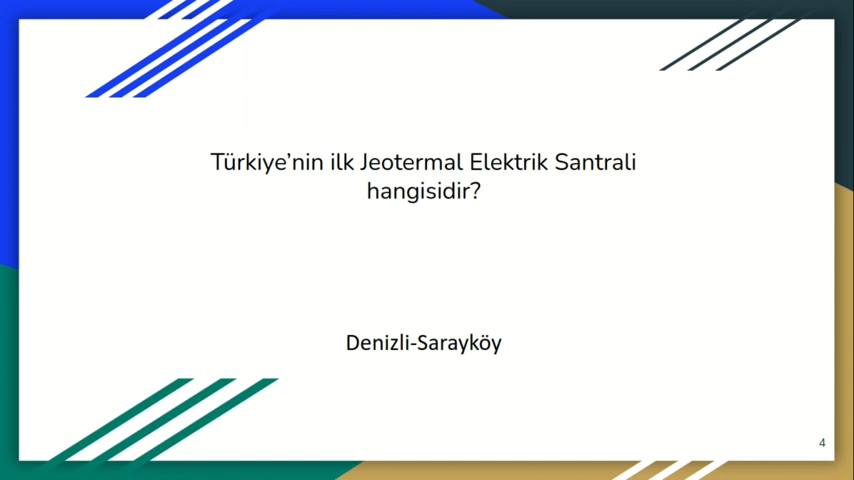 Türkiye’nin ilk Jeotermal Elektrik Santrali
hangisidir?
Denizli-Sarayköy
4